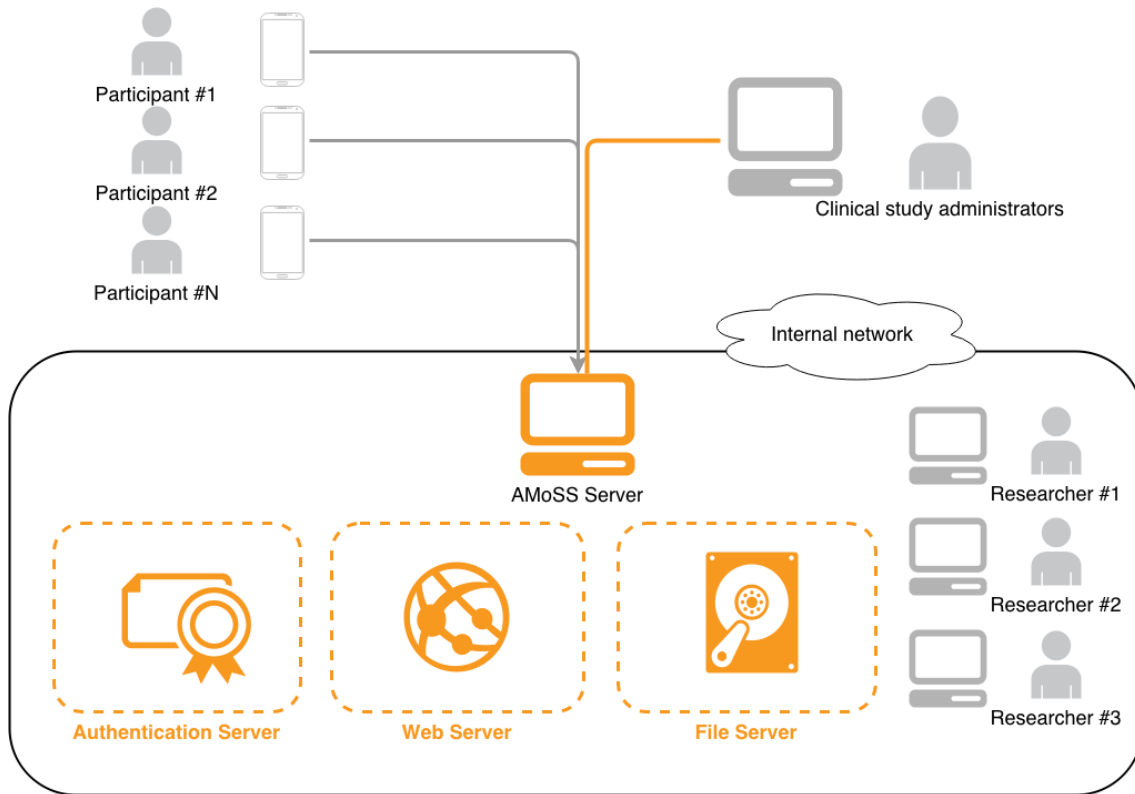 Participant #1
Participant #2
Participant #N
Clinical study administrators
Internal network
AMoSS Server
Researcher #1
Researcher #2
Researcher #3
Authentication Server
Web Server
File Server